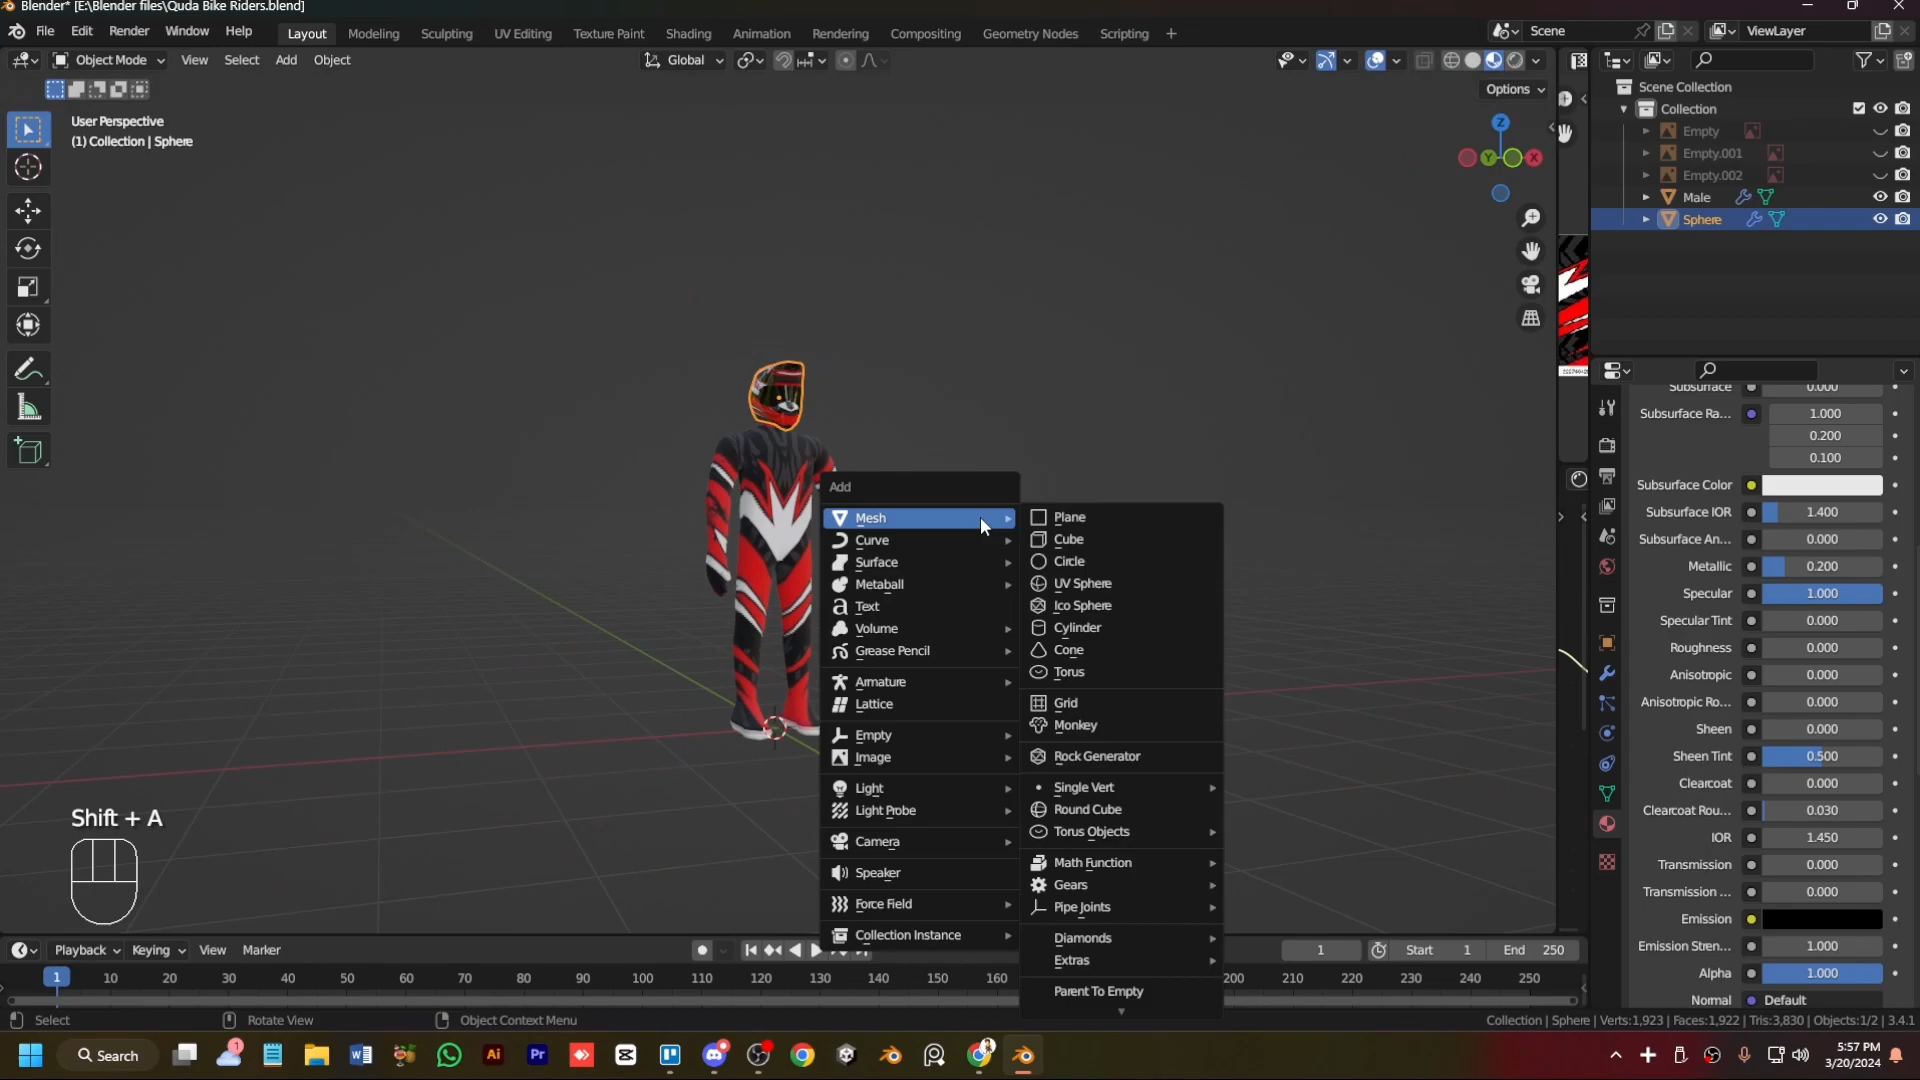 Blender* [E:\Blender files\Quda Bike Riders.blend]
File Edit Render Window Help Layout Modeling Sculpting UV Editing Texture Paint Shading Animation Rendering Compositing Geometry Nodes Scripting + Scene ViewLayer
Object Mode View Select Add Object Global
Options
User Perspective
(1) Collection | Sphere
Z
Y X
Scene Collection
Collection
Empty
Empty.001
Empty.002
Male
Sphere
Subsurface 0.000
Subsurface Ra... 1.000
0.200
0.100
Subsurface Color
Subsurface IOR 1.400
Subsurface An... 0.000
Metallic 0.200
Specular 1.000
Specular Tint 0.000
Roughness 0.000
Anisotropic 0.000
Anisotropic Ro... 0.000
Sheen 0.000
Sheen Tint 0.500
Clearcoat 0.000
Clearcoat Rou... 0.030
IOR 1.450
Transmission 0.000
Transmission ... 0.000
Emission
Emission Stren... 1.000
Alpha 1.000
Normal Default
Add
Mesh
Curve
Surface
Metaball
Text
Volume
Grease Pencil
Armature
Lattice
Empty
Image
Light
Light Probe
Camera
Speaker
Force Field
Collection Instance
Plane
Cube
Circle
UV Sphere
Ico Sphere
Cylinder
Cone
Torus
Grid
Monkey
Rock Generator
Single Vert
Round Cube
Torus Objects
Math Function
Gears
Pipe Joints
Diamonds
Extras
Parent To Empty
Shift + A
Playback Keying View Marker 1 Start 1 End 250
1 10 20 30 40 50 60 70 80 90 100 110 120 130 140 150 160 200 210 220 230 240 250
Select Rotate View Object Context Menu Collection | Sphere | Verts:1,923 | Faces:1,922 | Tris:3,830 | Objects:1/2 | 3.4.1
Search 5:57 PM
3/20/2024